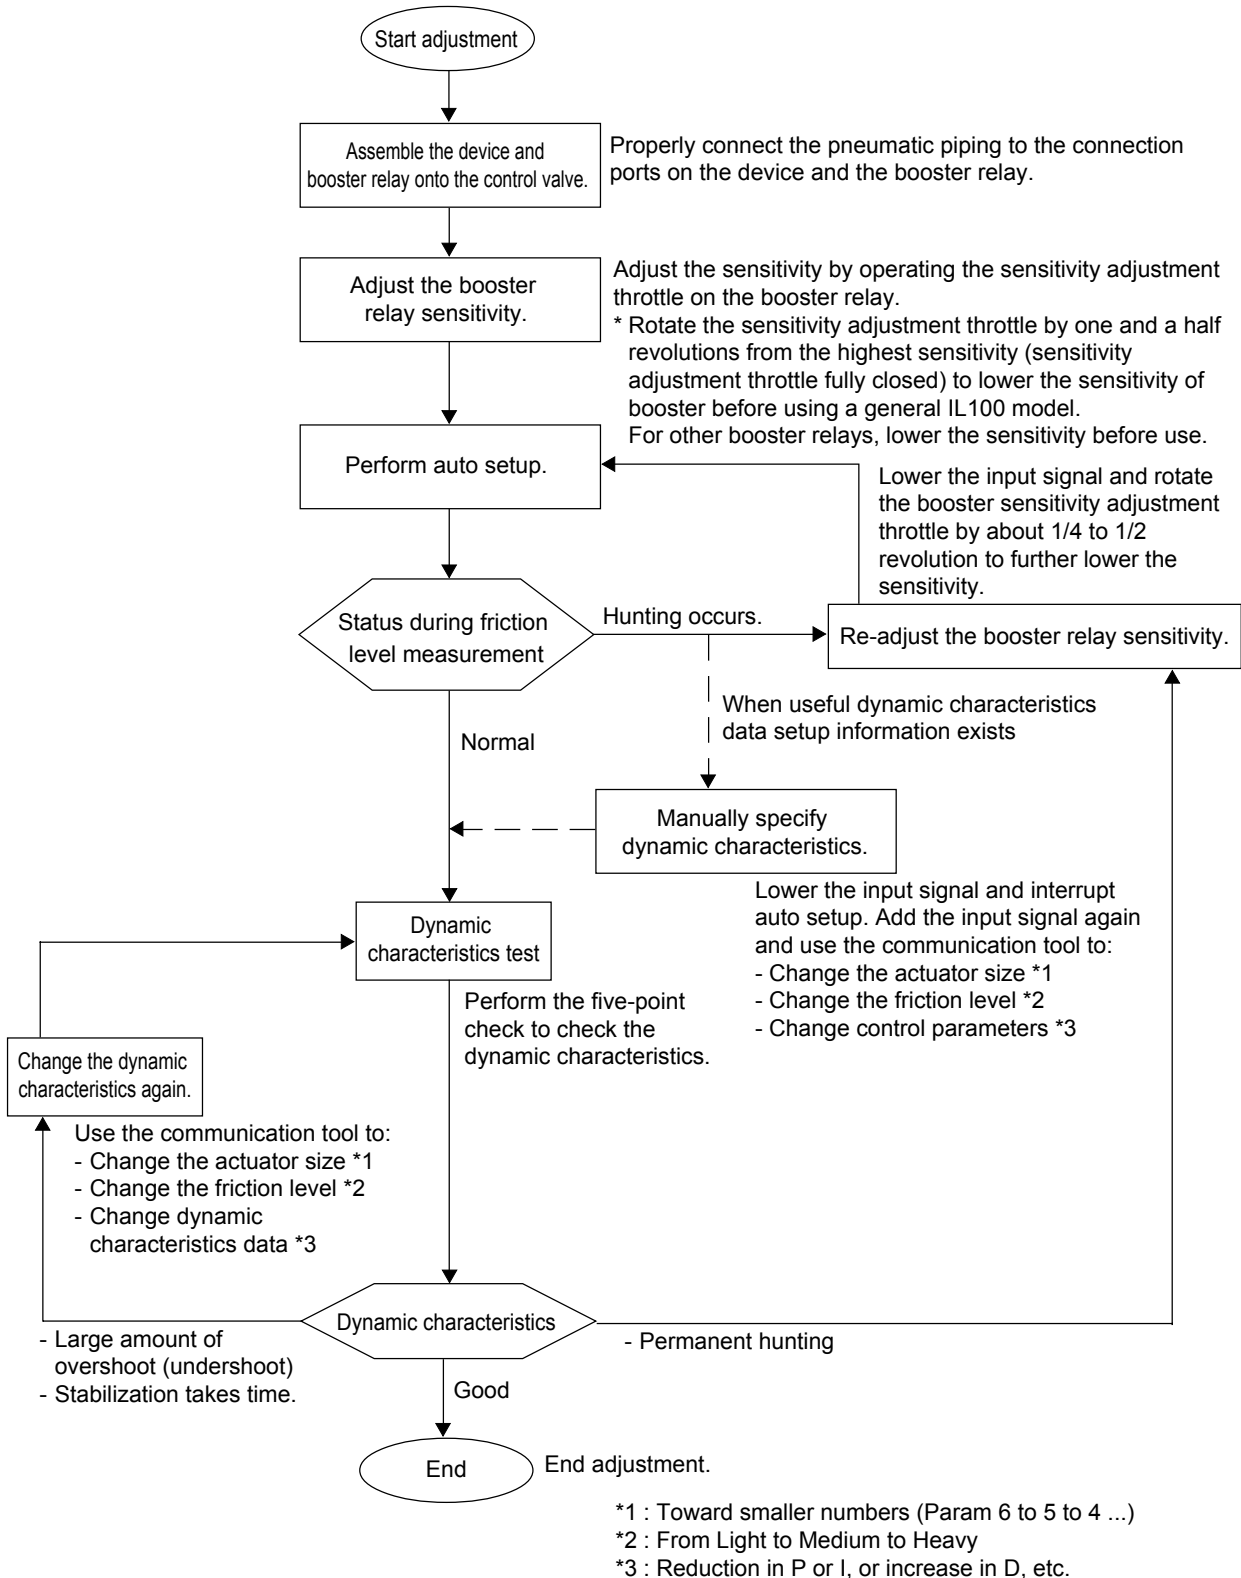 Start adjustment
Assemble the device and
booster relay onto the control valve.
Properly connect the pneumatic piping to the connection
ports on the device and the booster relay.
Adjust the booster
relay sensitivity.
Adjust the sensitivity by operating the sensitivity adjustment
throttle on the booster relay.
* Rotate the sensitivity adjustment throttle by one and a half
revolutions from the highest sensitivity (sensitivity
adjustment throttle fully closed) to lower the sensitivity of
booster before using a general IL100 model.
For other booster relays, lower the sensitivity before use.
Perform auto setup.
Lower the input signal and rotate
the booster sensitivity adjustment
throttle by about 1/4 to 1/2
revolution to further lower the
sensitivity.
Status during friction
level measurement
Hunting occurs.
Re-adjust the booster relay sensitivity.
When useful dynamic characteristics
data setup information exists
Normal
Manually specify
dynamic characteristics.
Lower the input signal and interrupt
auto setup. Add the input signal again
and use the communication tool to:
- Change the actuator size *1
- Change the friction level *2
- Change control parameters *3
Dynamic
characteristics test
Perform the five-point
check to check the
dynamic characteristics.
Change the dynamic
characteristics again.
Use the communication tool to:
- Change the actuator size *1
- Change the friction level *2
- Change dynamic
characteristics data *3
Dynamic characteristics
- Large amount of
overshoot (undershoot)
- Stabilization takes time.
- Permanent hunting
Good
End
End adjustment.
*1 : Toward smaller numbers (Param 6 to 5 to 4 ...)
*2 : From Light to Medium to Heavy
*3 : Reduction in P or I, or increase in D, etc.